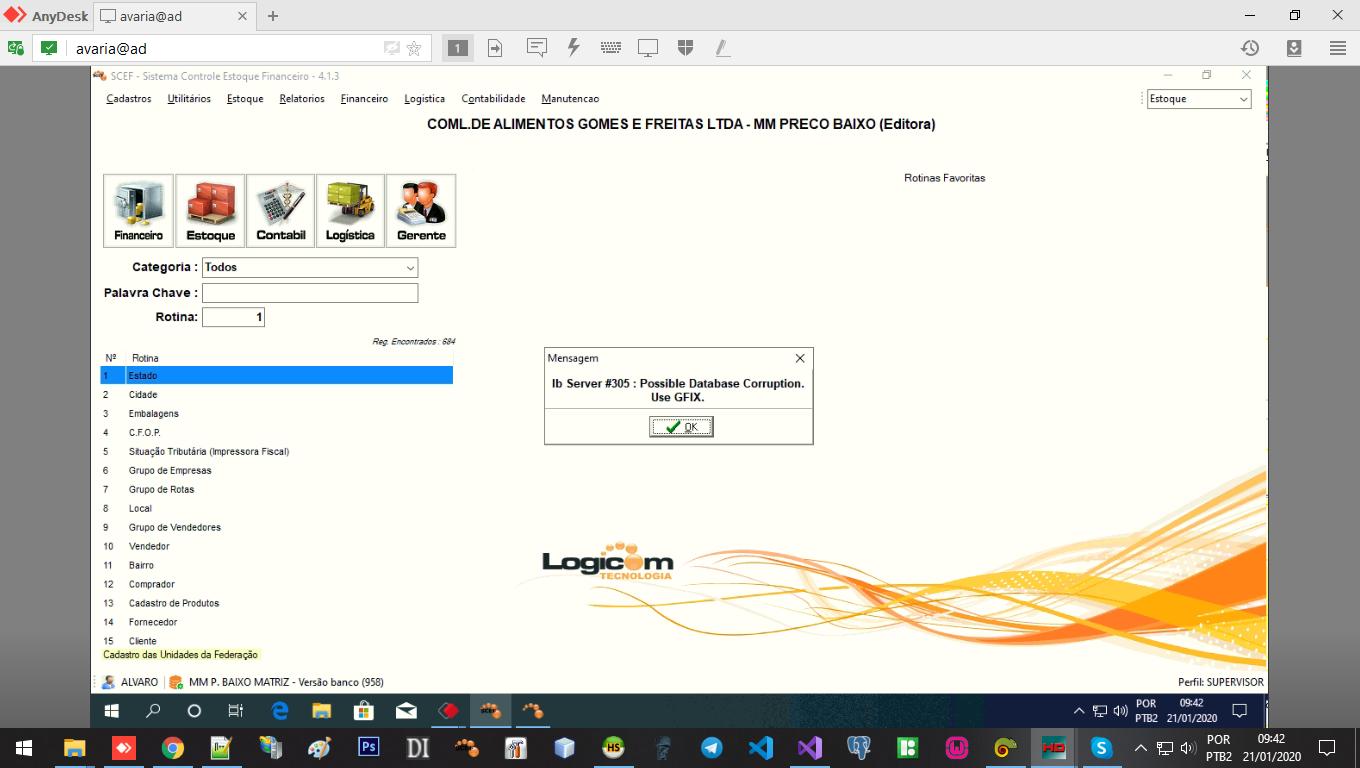 AnyDesk
avaria@ad
avaria@ad
1
SCEF - Sistema Controle Estoque Financeiro - 4.1.3
Cadastros Utilitários Estoque Relatorios Financeiro Logistica Contabilidade Manutencao
Estoque
COML.DE ALIMENTOS GOMES E FREITAS LTDA - MM PRECO BAIXO (Editora)
Rotinas Favoritas
Financeiro Estoque Contabil Logística Gerente
Categoria : Todos
Palavra Chave :
Rotina: 1
Reg. Encontrados : 684
Nº Rotina
1 Estado
2 Cidade
3 Embalagens
4 C.F.O.P.
5 Situação Tributária (Impressora Fiscal)
6 Grupo de Empresas
7 Grupo de Rotas
8 Local
9 Grupo de Vendedores
10 Vendedor
11 Bairro
12 Comprador
13 Cadastro de Produtos
14 Fornecedor
15 Cliente
Cadastro das Unidades da Federação
Mensagem
Ib Server #305 : Possible Database Corruption.
Use GFIX.
OK
Logicom
TECNOLOGIA
ALVARO MM P. BAIXO MATRIZ - Versão banco (958)
Perfil: SUPERVISOR
SCEF
POR
PTB2
09:42
21/01/2020
Ps
DI
HS
HD
POR
PTB2
09:42
21/01/2020